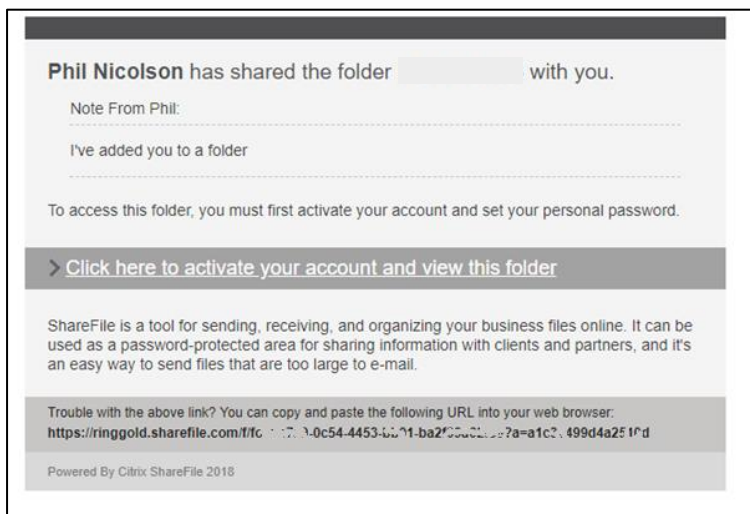 Phil Nicolson has shared the folder with you.
Note From Phil:
I've added you to a folder
To access this folder, you must first activate your account and set your personal password.
Click here to activate your account and view this folder
ShareFile is a tool for sending, receiving, and organizing your business files online. It can be
used as a password-protected area for sharing information with clients and partners, and it's
an easy way to send files that are too large to e-mail.
Trouble with the above link? You can copy and paste the following URL into your web browser:
https://ringgold.sharefile.com/f/
Powered By Citrix ShareFile 2018